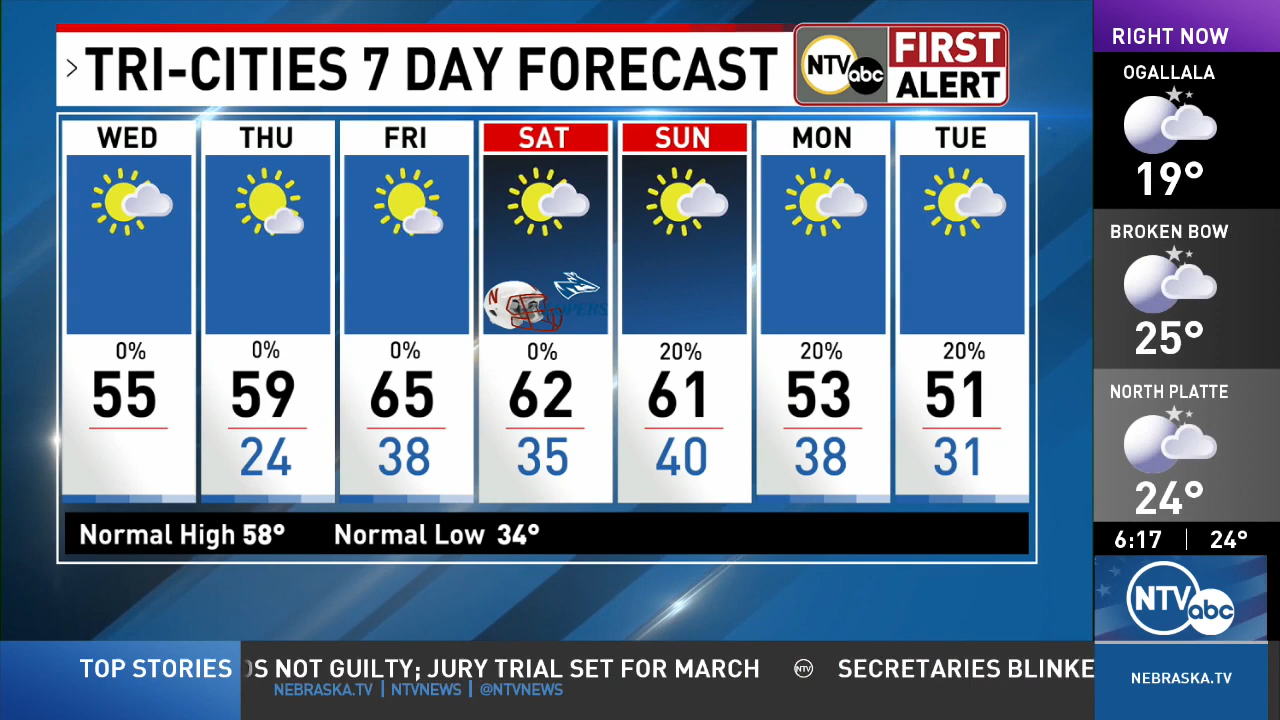 TRI-CITIES 7 DAY FORECAST
NTV abc
FIRST
ALERT
WED THU FRI SAT SUN MON TUE
N
0% 0% 0% 0% 20% 20% 20%
55 59 65 62 61 53 51
24 38 35 40 38 31
Normal High 58° Normal Low 34°
RIGHT NOW
OGALLALA
19°
BROKEN BOW
25°
NORTH PLATTE
24°
6:17 | 24°
NTV abc
NEBRASKA.TV
TOP STORIES
NOT GUILTY; JURY TRIAL SET FOR MARCH NTV SECRETARIES BLINKE
NEBRASKA.TV | NTVNEWS | @NTVNEWS